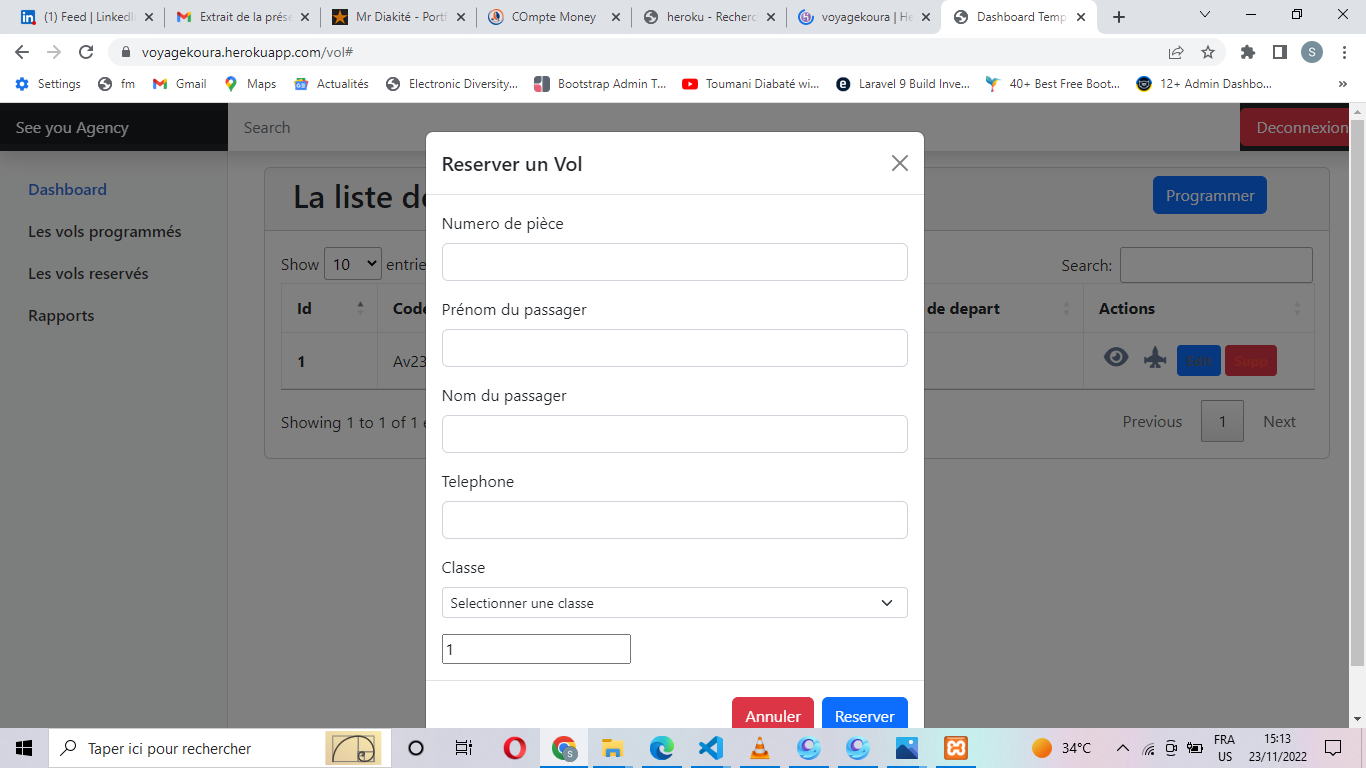 (1) Feed | LinkedI
Extrait de la prése
Mr Diakité - Portf
COmpte Money
heroku - Recherc
voyagekoura | He
Dashboard Temp
voyagekoura.herokuapp.com/vol#
S
Settings
fm
Gmail
Maps
Actualités
Electronic Diversity...
Bootstrap Admin T...
Toumani Diabaté wi...
Laravel 9 Build Inve...
40+ Best Free Boot...
12+ Admin Dashbo...
»
See you Agency
Search
Deconnexion
Dashboard
Les vols programmés
Les vols reservés
Rapports
La liste de
Programmer
Show 10 entrie
Search:
Id
Code
de depart
Actions
1
Av23
Edit
Supp
Showing 1 to 1 of 1 e
Previous
1
Next
Reserver un Vol
Numero de pièce
Prénom du passager
Nom du passager
Telephone
Classe
Selectionner une classe
1
Annuler
Reserver
Taper ici pour rechercher
34°C
FRA
US
15:13
23/11/2022